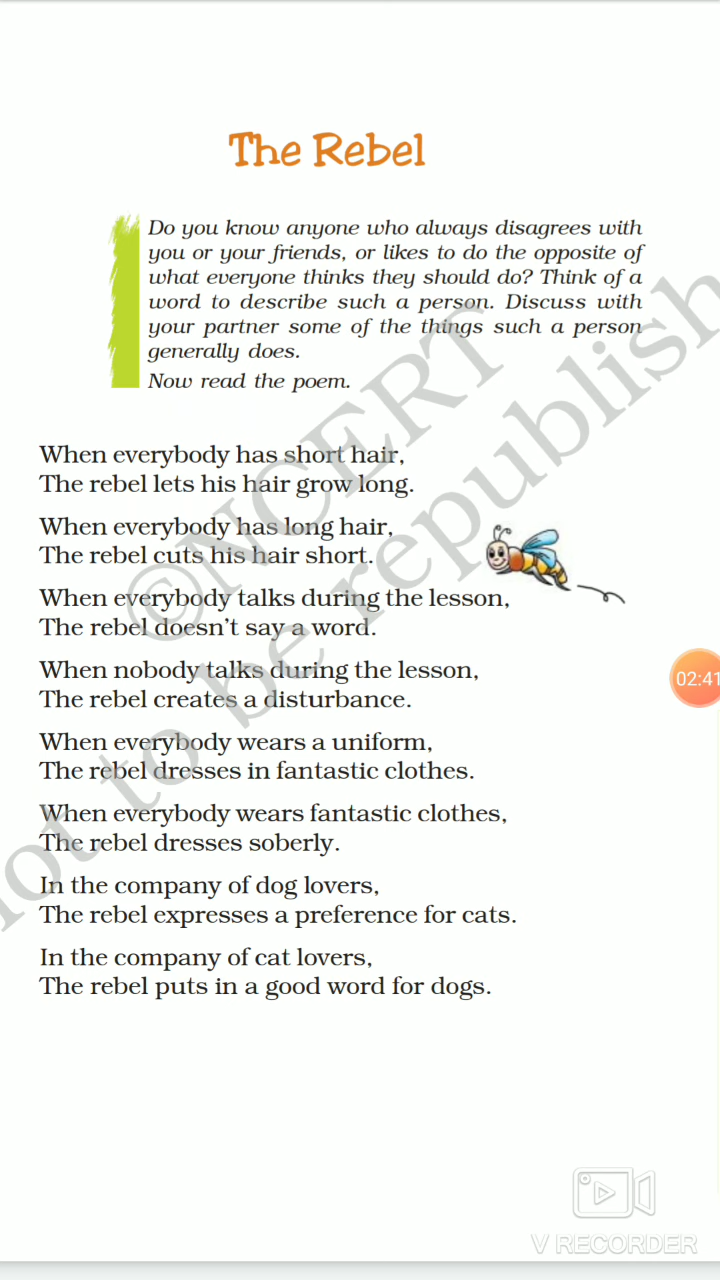 The Rebel
Do you know anyone who always disagrees with
you or your friends, or likes to do the opposite of
what everyone thinks they should do? Think of a
word to describe such a person. Discuss with
your partner some of the things such a person
generally does.
Now read the poem.
When everybody has short hair,
The rebel lets his hair grow long.
When everybody has long hair,
The rebel cuts his hair short.
When everybody talks during the lesson,
The rebel doesn't say a word.
When nobody talks during the lesson,
The rebel creates a disturbance.
When everybody wears a uniform,
The rebel dresses in fantastic clothes.
When everybody wears fantastic clothes,
The rebel dresses soberly.
In the company of dog lovers,
The rebel expresses a preference for cats.
In the company of cat lovers,
The rebel puts in a good word for dogs.
©NCERT
not to be republish
02:41
V RECORDER